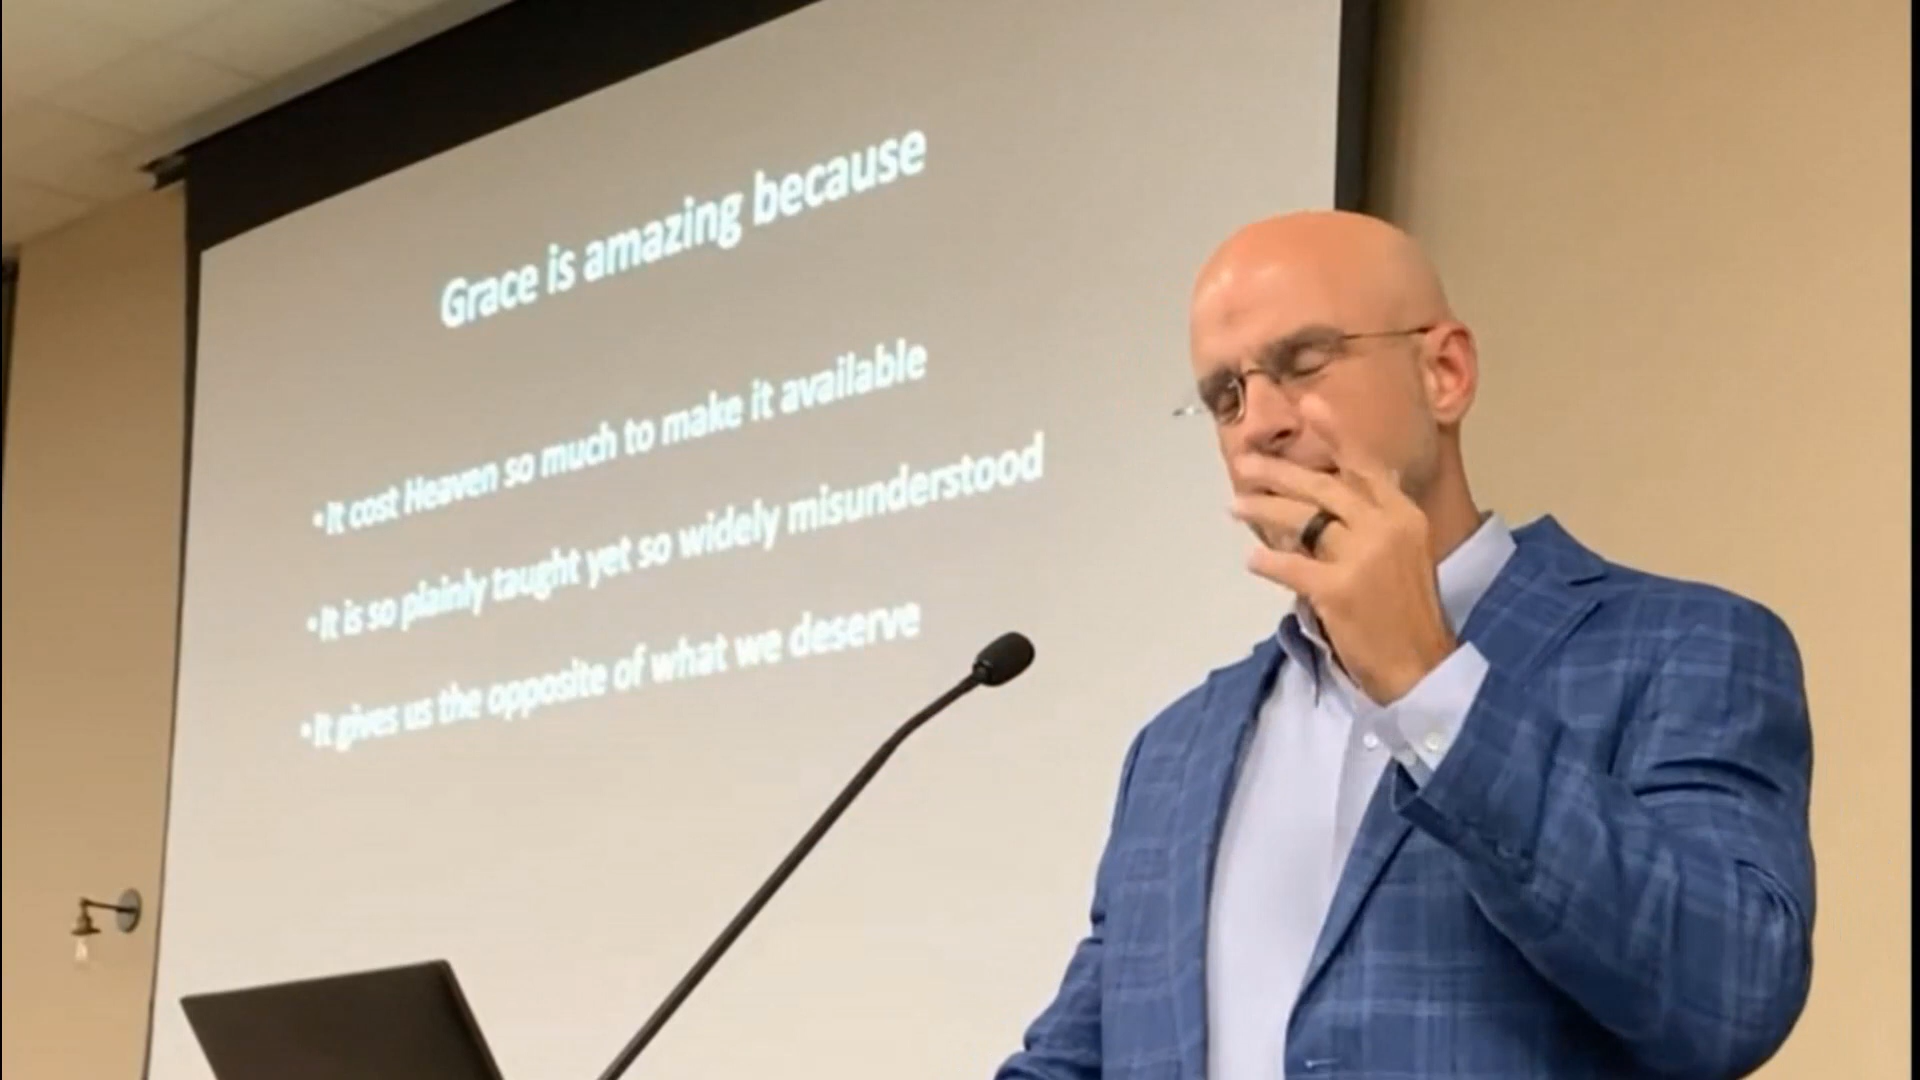 Grace is amazing because
• It cost Heaven so much to make it available
• It is so plainly taught yet so widely misunderstood
• It gives us the opposite of what we deserve